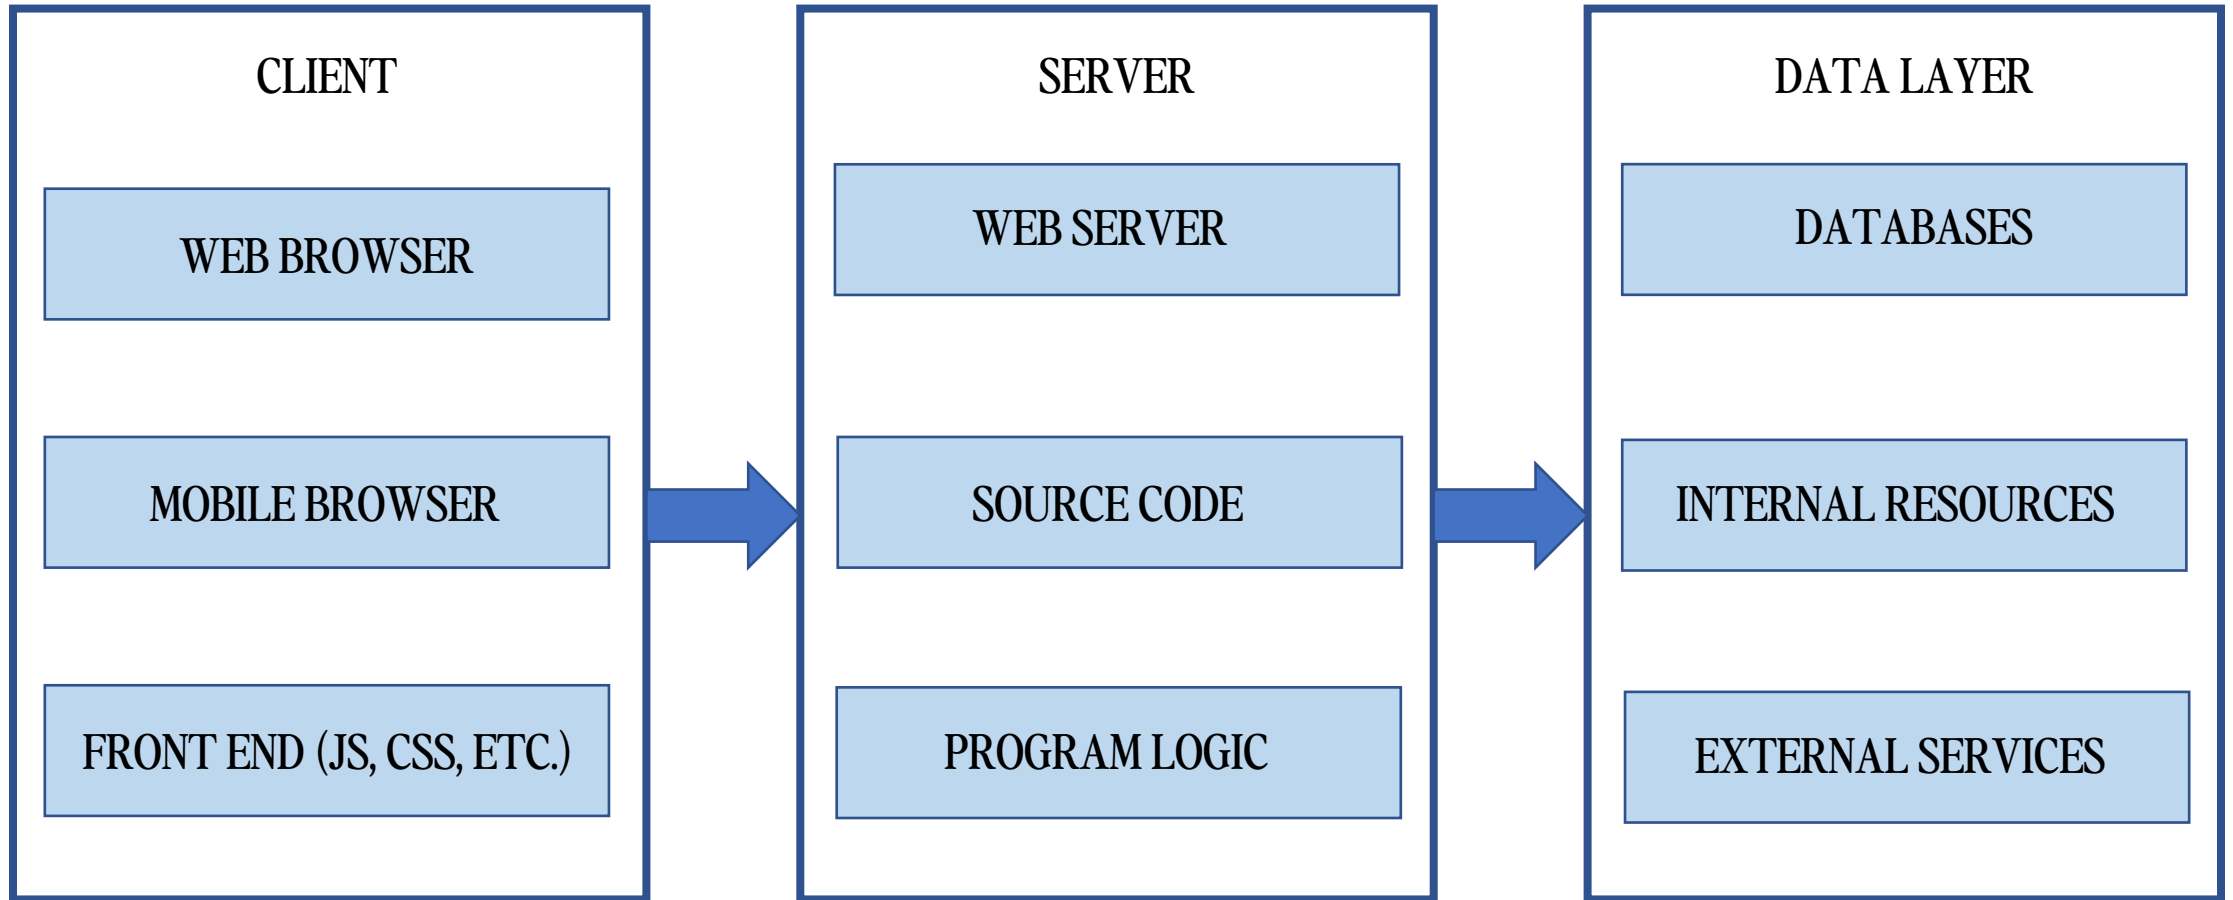 CLIENT
WEB BROWSER
MOBILE BROWSER
FRONT END (JS, CSS, ETC.)
SERVER
WEB SERVER
SOURCE CODE
PROGRAM LOGIC
DATA LAYER
DATABASES
INTERNAL RESOURCES
EXTERNAL SERVICES